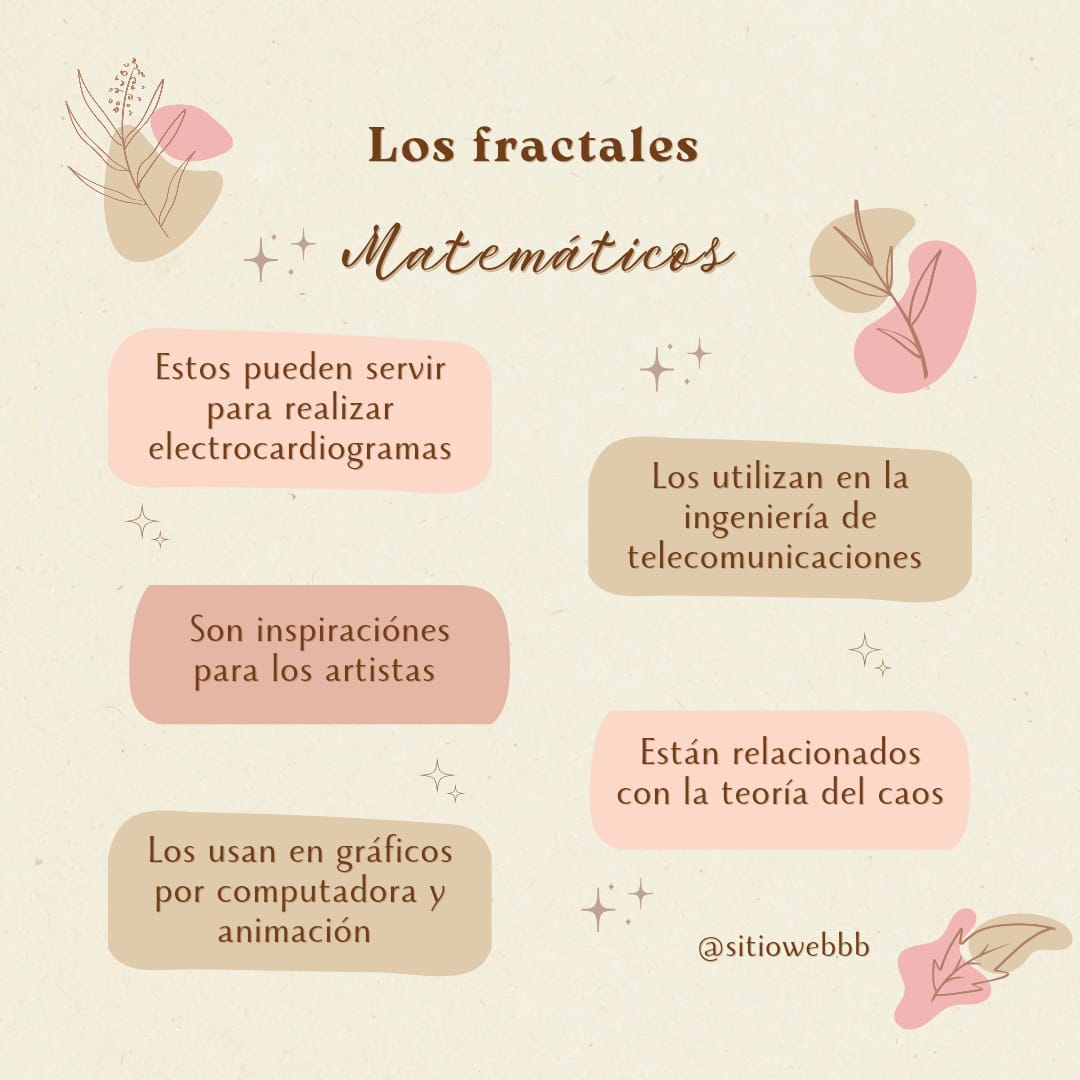 Los fractales
Matemáticos
Estos pueden servir
para realizar
electrocardiogramas
Los utilizan en la
ingeniería de
telecomunicaciones
Son inspiraciónes
para los artistas
Están relacionados
con la teoría del caos
Los usan en gráficos
por computadora y
animación
@sitiowebbb